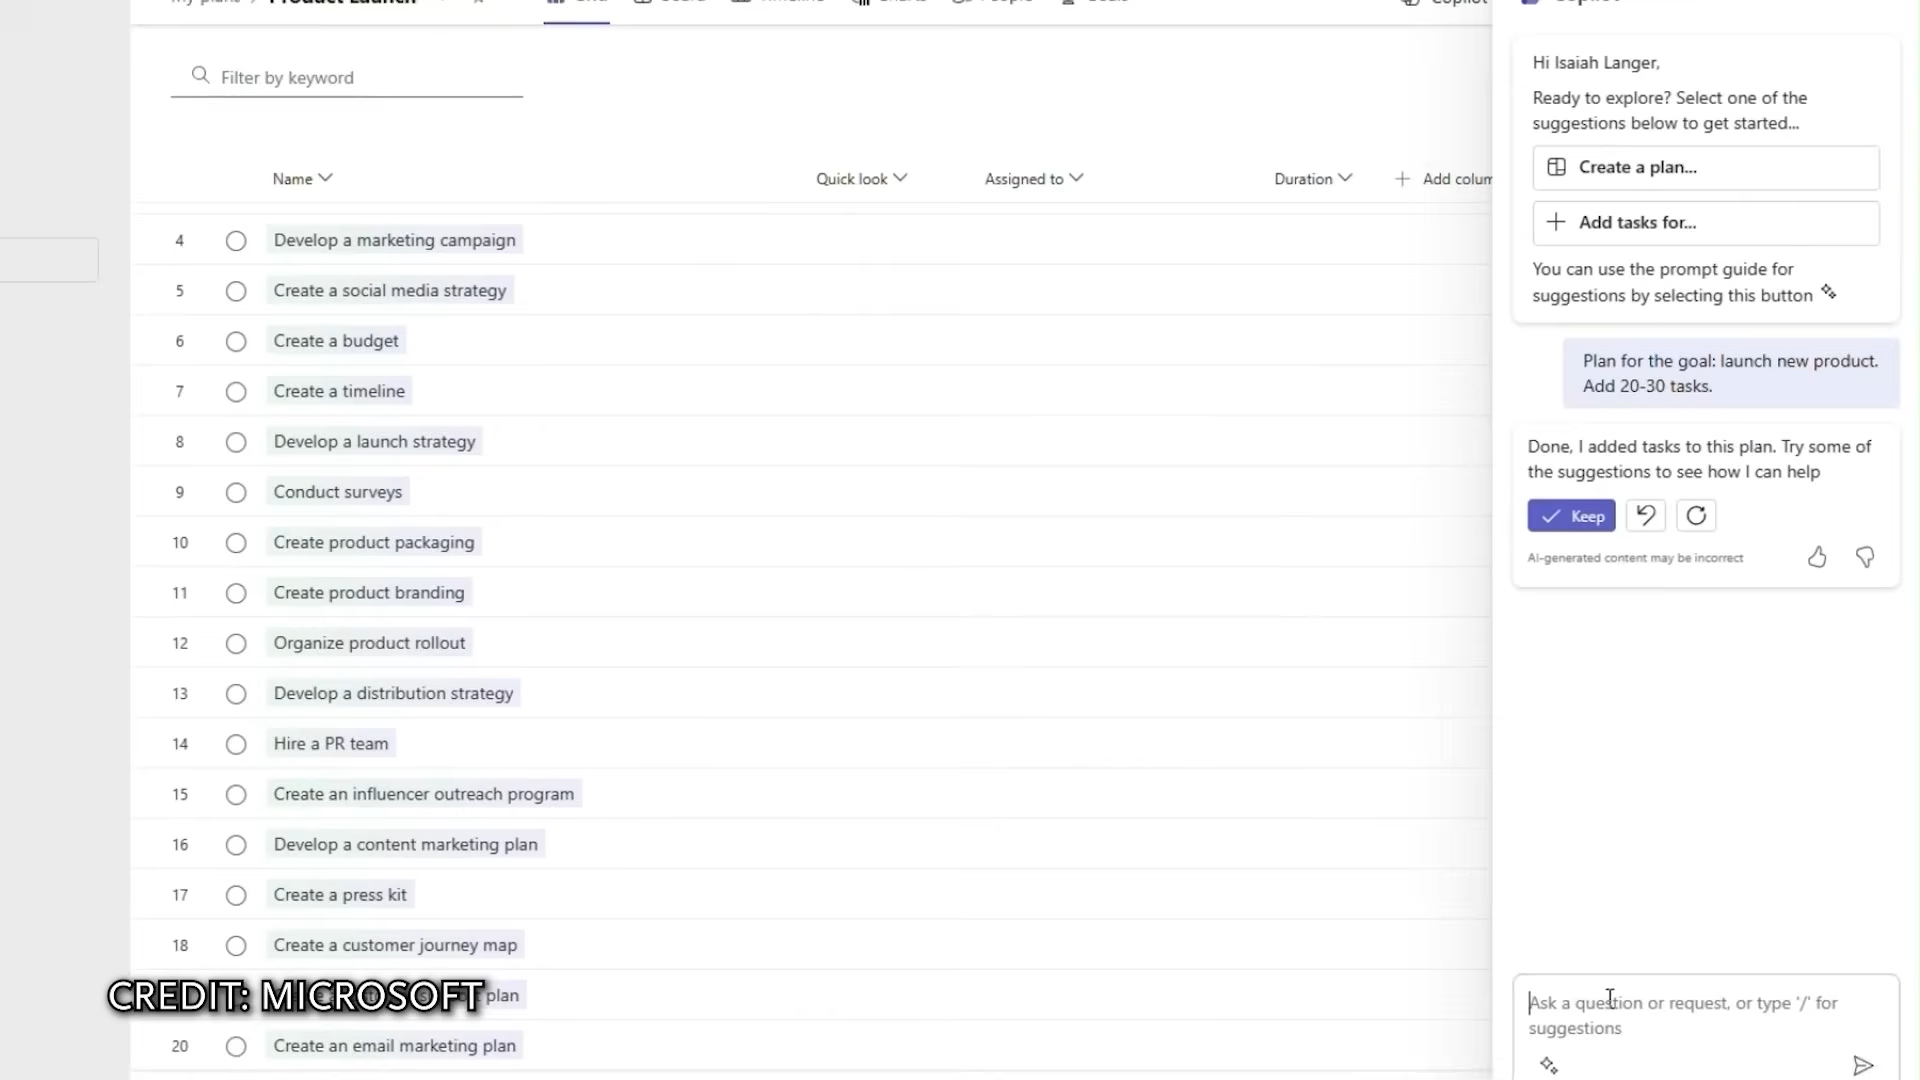 Product Launch
Copilot
Filter by keyword
Name
Quick look
Assigned to
Duration
Add colum
4
Develop a marketing campaign
5
Create a social media strategy
6
Create a budget
7
Create a timeline
8
Develop a launch strategy
9
Conduct surveys
10
Create product packaging
11
Create product branding
12
Organize product rollout
13
Develop a distribution strategy
14
Hire a PR team
15
Create an influencer outreach program
16
Develop a content marketing plan
17
Create a press kit
18
Create a customer journey map
plan
20
Create an email marketing plan
CREDIT: MICROSOFT
Hi Isaiah Langer,
Ready to explore? Select one of the
suggestions below to get started...
Create a plan...
Add tasks for...
You can use the prompt guide for
suggestions by selecting this button
Plan for the goal: launch new product.
Add 20-30 tasks.
Done, I added tasks to this plan. Try some of
the suggestions to see how I can help
Keep
AI-generated content may be incorrect
Ask a question or request, or type '/' for
suggestions